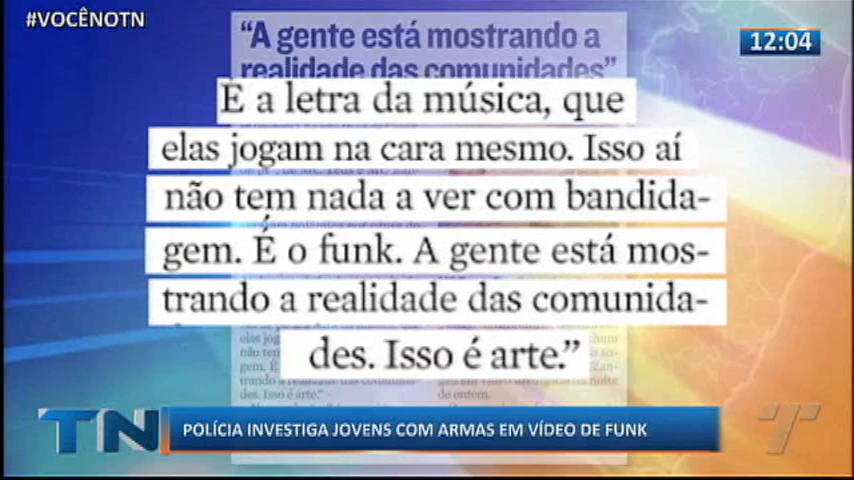 #VOCÊNOTN
12:04
“A gente está mostrando a
realidade das comunidades”
É a letra da música, que
elas jogam na cara mesmo. Isso aí
não tem nada a ver com bandida-
gem. É o funk. A gente está mos-
trando a realidade das comunida-
des. Isso é arte.”
TN
POLÍCIA INVESTIGA JOVENS COM ARMAS EM VÍDEO DE FUNK